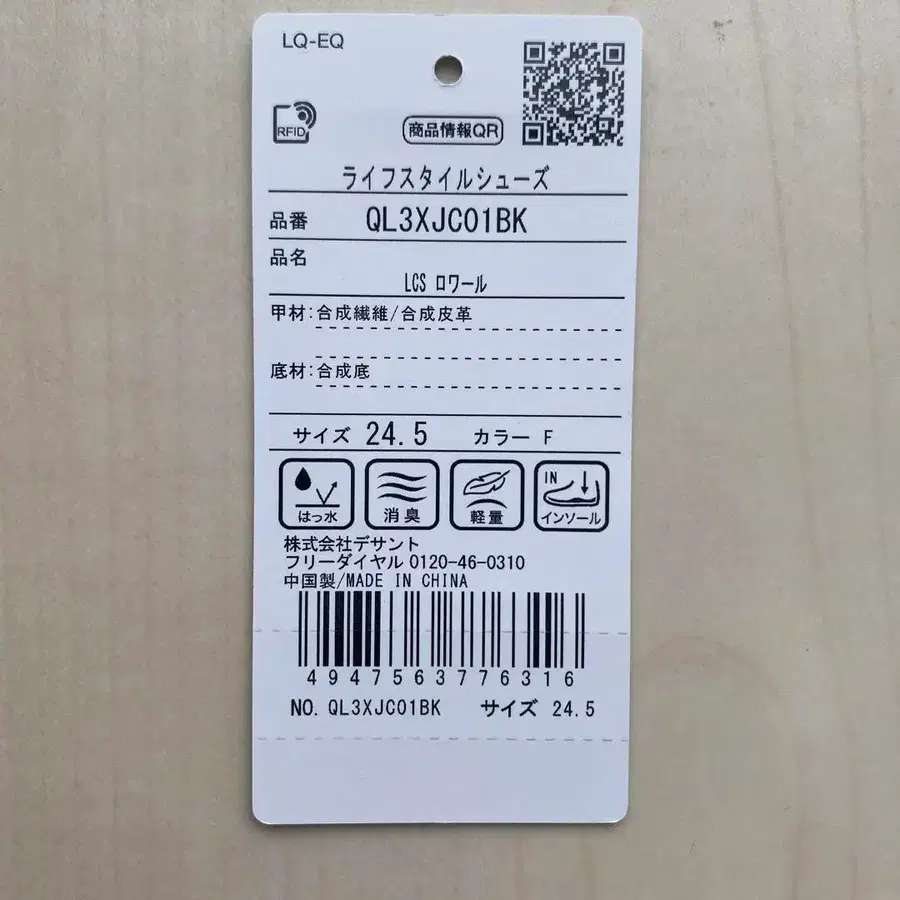 LQ-EQ
RFID
商品情報QR
ライフスタイルシューズ
品番 QL3XJC01BK
品名
LCS ロワール
甲材:合成繊維/合成皮革
底材:合成底
サイズ 24.5 カラー F
はっ水 消臭 軽量 IN インソール
株式会社デサント
フリーダイヤル 0120-46-0310
中国製/MADE IN CHINA
4947563776316
NO. QL3XJC01BK サイズ 24.5